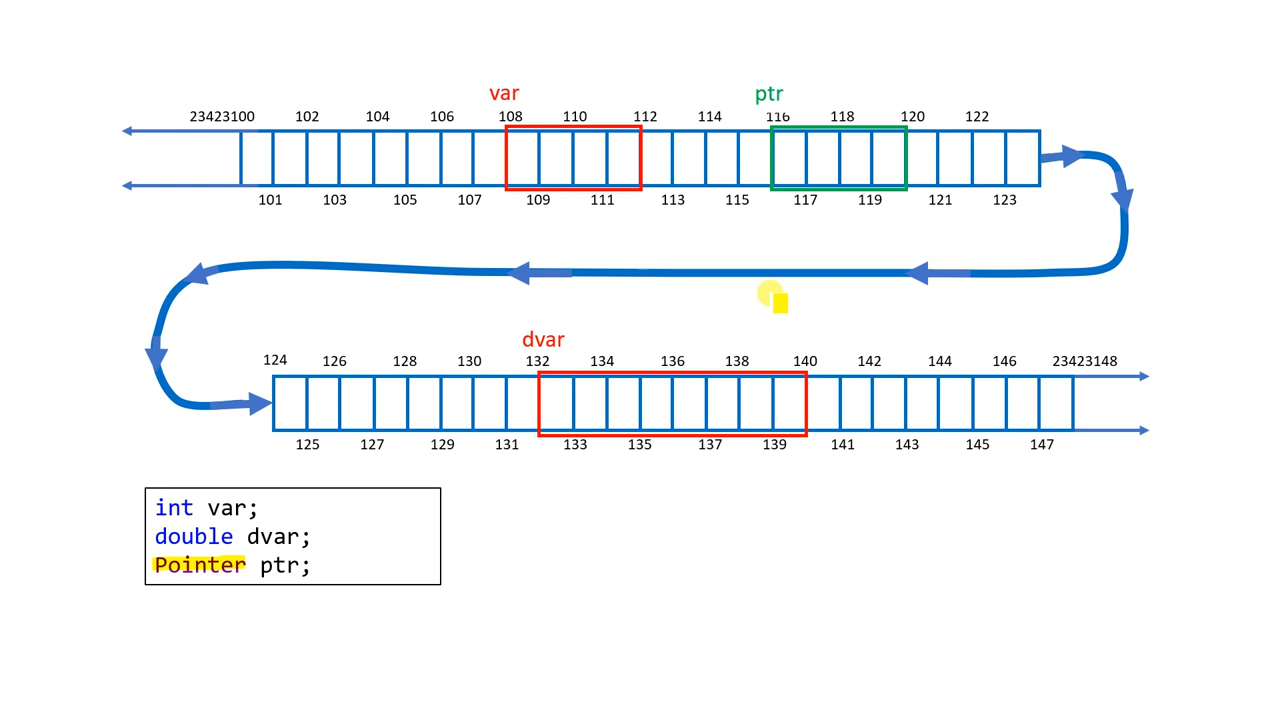 var ptr
23423100 102 104 106 108 110 112 114 116 118 120 122
101 103 105 107 109 111 113 115 117 119 121 123
dvar
124 126 128 130 132 134 136 138 140 142 144 146 23423148
125 127 129 131 133 135 137 139 141 143 145 147
int var;
double dvar;
Pointer ptr;